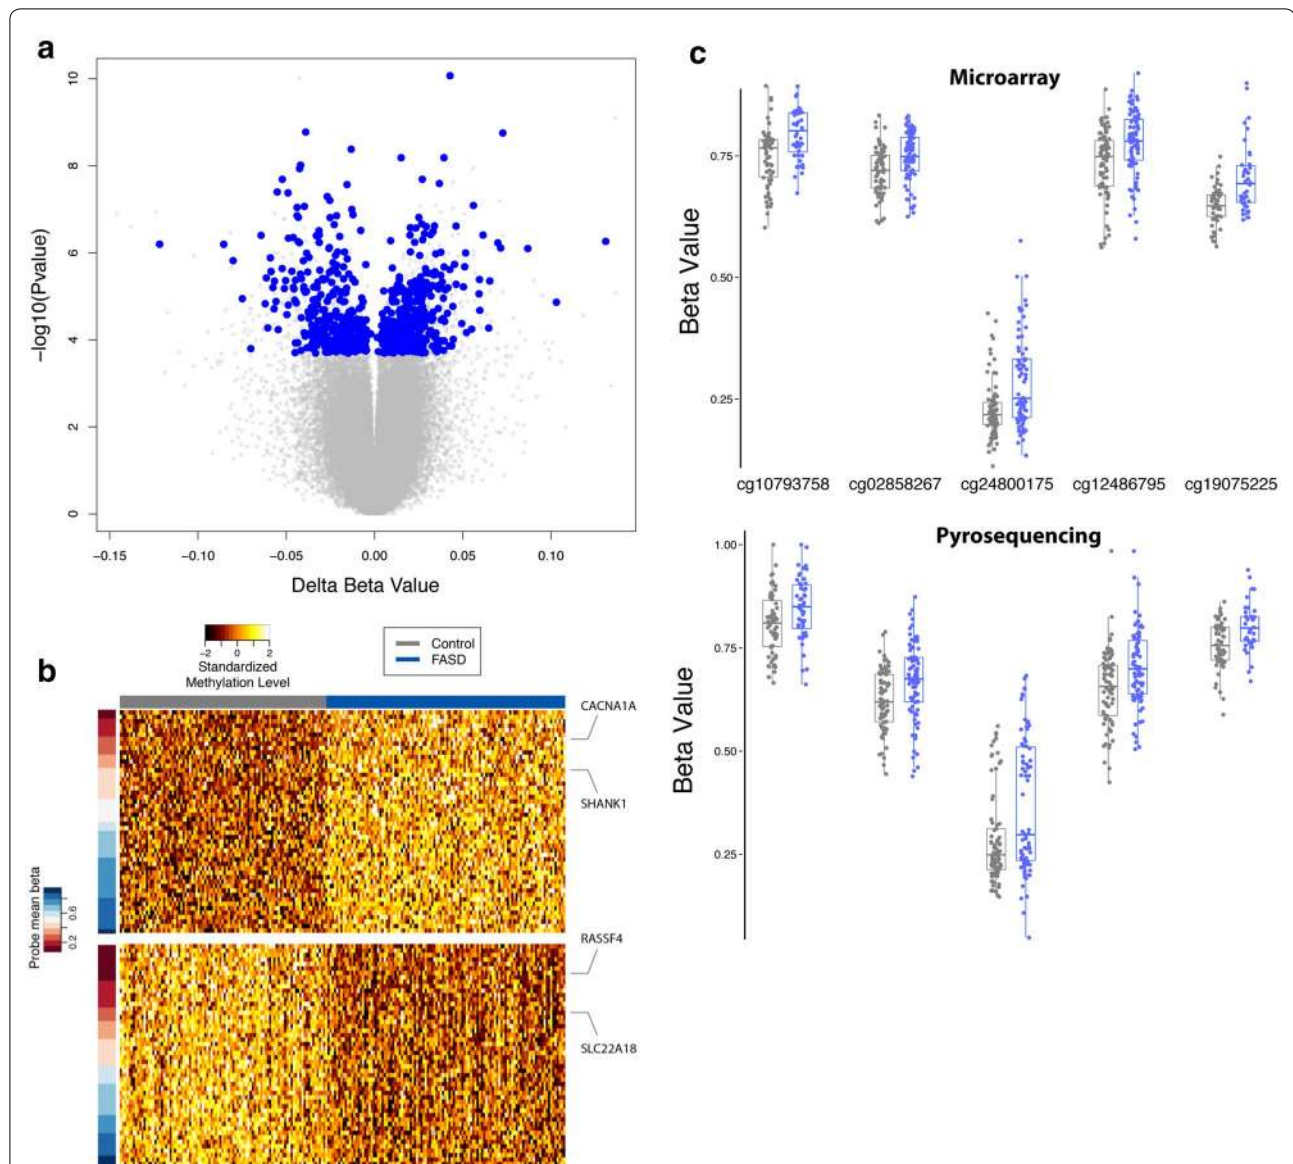 a
10
8
6
4
2
0
−log10(Pvalue)
−0.15
−0.10
−0.05
0.00
0.05
0.10
Delta Beta Value
−2 0 2
Standardized
Methylation Level
Control
FASD
b
CACNA1A
SHANK1
RASSF4
SLC22A18
Probe mean beta
0.6
0.2
c
Microarray
Beta Value
0.75
0.50
0.25
cg10793758
cg02858267
cg24800175
cg12486795
cg19075225
Pyrosequencing
Beta Value
1.00
0.75
0.50
0.25